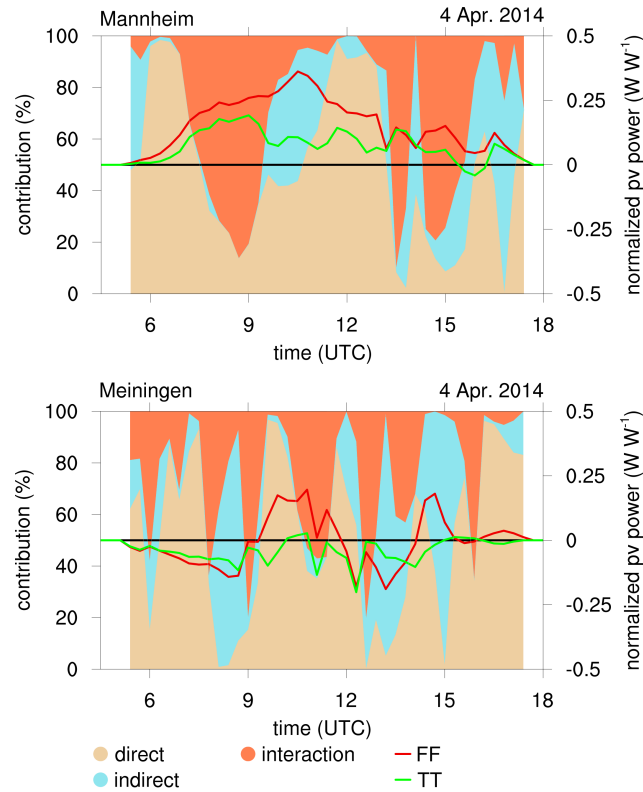 Mannheim 4 Apr. 2014
100 0.5
80 0.25
60 0
40 -0.25
20 -0.5
0
contribution (%)
normalized pv power (W W⁻¹)
6 9 12 15 18
time (UTC)
Meiningen 4 Apr. 2014
100 0.5
80 0.25
60 0
40 -0.25
20 -0.5
0
contribution (%)
normalized pv power (W W⁻¹)
6 9 12 15 18
time (UTC)
direct interaction FF
indirect TT